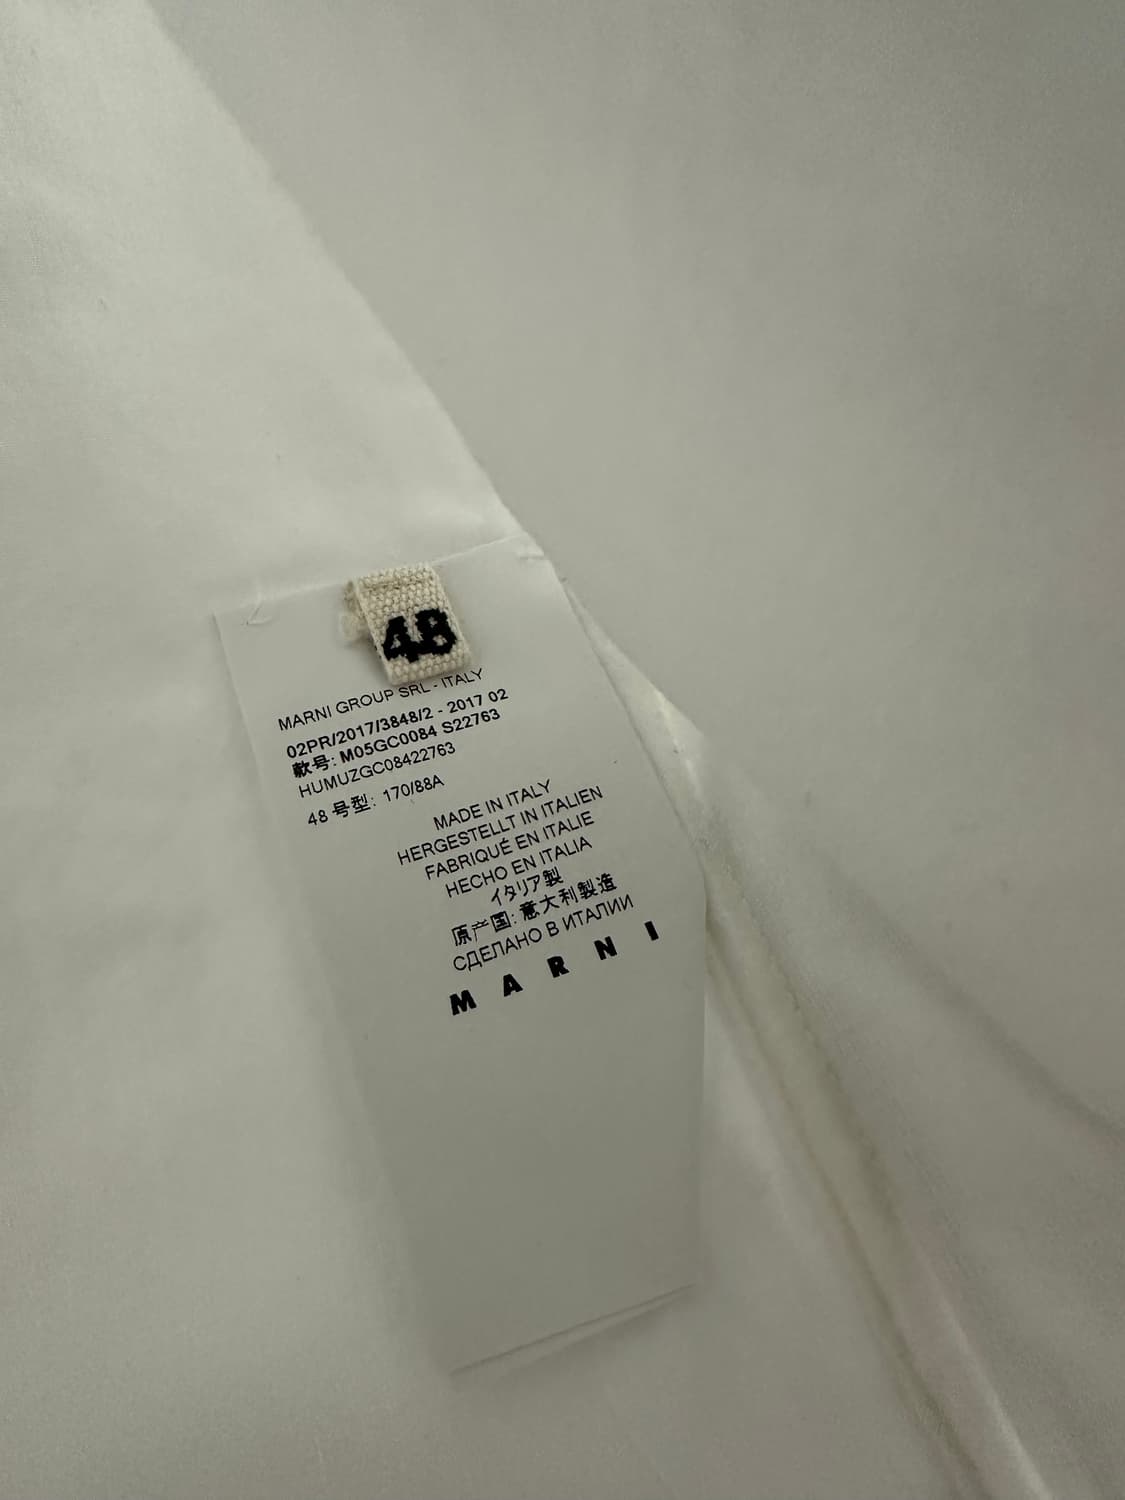 48
MARNI GROUP SRL - ITALY
02PR/2017/3848/2 - 2017 02
款号: M05GC0084 S22763
HUMUZGC08422763
48 号型: 170/88A
MADE IN ITALY
HERGESTELLT IN ITALIEN
FABRIQUÉ EN ITALIE
HECHO EN ITALIA
イタリア製
原产国: 意大利製造
СДЕЛАНО В ИТАЛИИ
MARNI